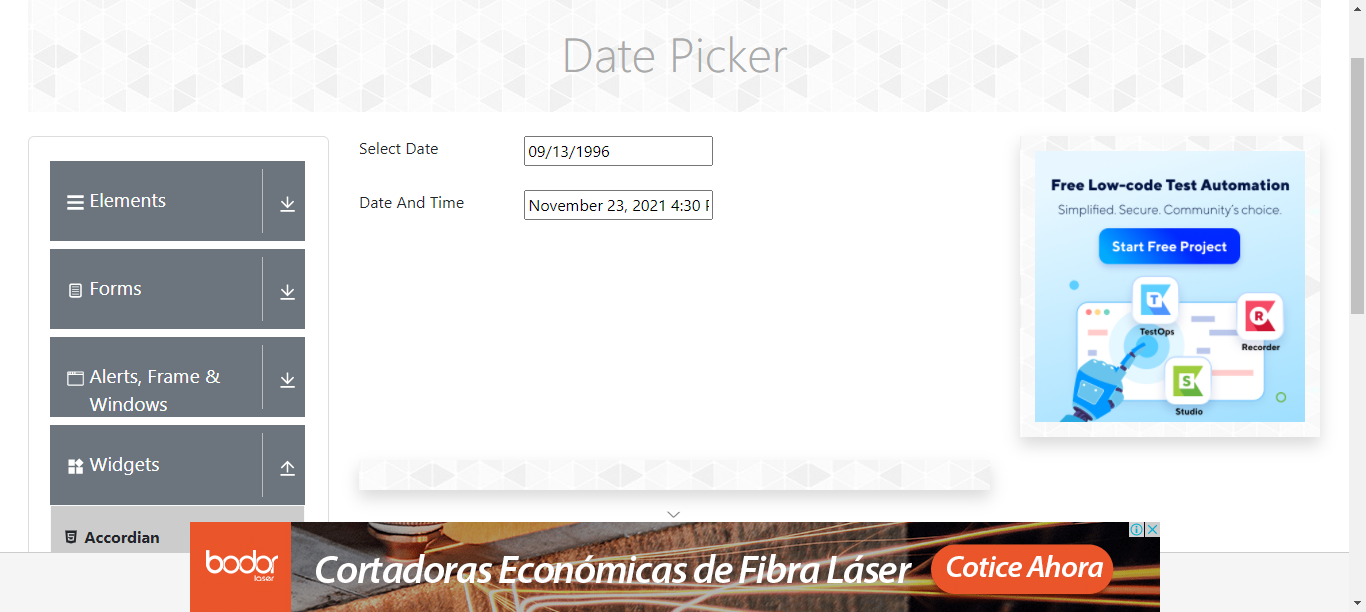 Date Picker
Elements
Forms
Alerts, Frame &
Windows
Widgets
Accordian
Select Date
09/13/1996
Date And Time
November 23, 2021 4:30
Free Low-code Test Automation
Simplified. Secure. Community's choice.
Start Free Project
TestOps
Recorder
Studio
bodor
laser
Cortadoras Económicas de Fibra Láser
Cotice Ahora